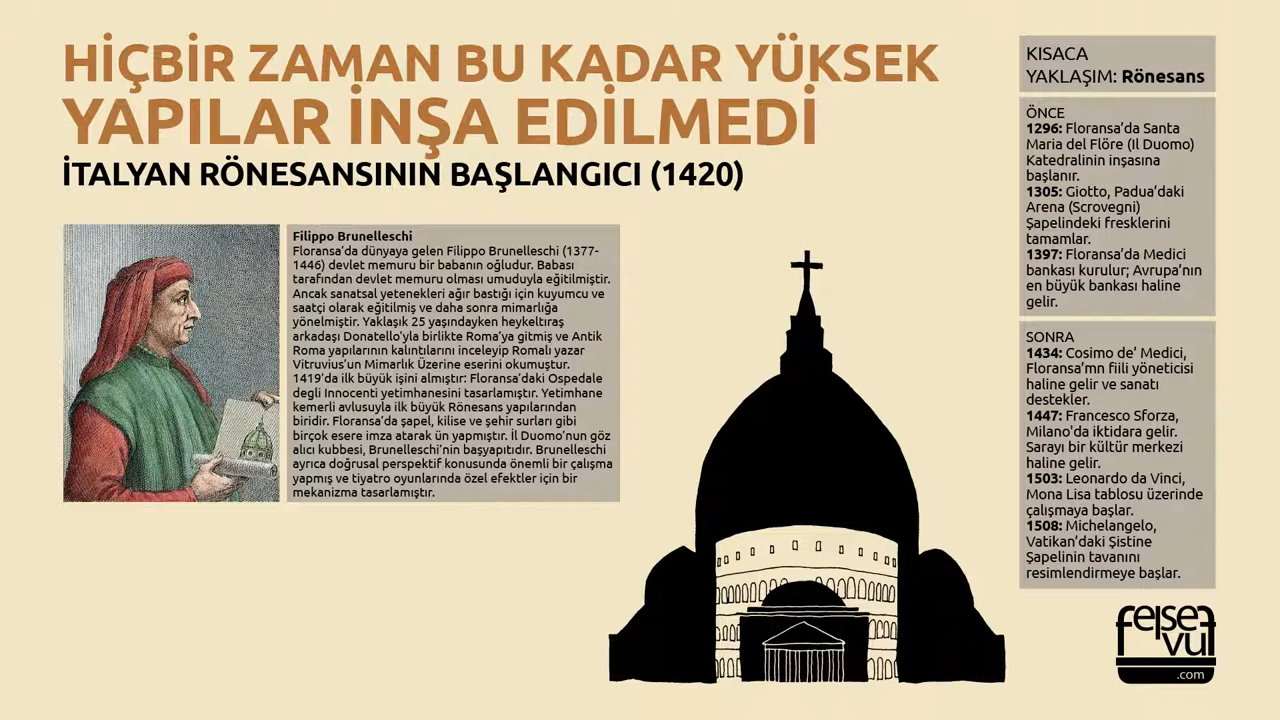 HİÇBİR ZAMAN BU KADAR YÜKSEK
YAPILAR İNŞA EDİLMEDİ
İTALYAN RÖNESANSININ BAŞLANGICI (1420)
Filippo Brunelleschi
Floransa’da dünyaya gelen Filippo Brunelleschi (1377-
1446) devlet memuru bir babanın oğludur. Babası
tarafından devlet memuru olması umuduyla eğitilmiştir.
Ancak sanatsal yetenekleri ağır bastığı için kuyumcu ve
saatçi olarak eğitilmiş ve daha sonra mimarlığa
yönelmiştir. Yaklaşık 25 yaşındayken heykeltıraş
arkadaşı Donatello’yla birlikte Roma’ya gitmiş ve Antik
Roma yapılarının kalıntılarını inceleyip Romalı yazar
Vitruvius’un Mimarlık Üzerine eserini okumuştur.
1419’da ilk büyük işini almıştır: Floransa’daki Ospedale
degli Innocenti yetimhanesini tasarlamıştır. Yetimhane
kemerli avlusuyla ilk büyük Rönesans yapılarından
biridir. Floransa’da şapel, kilise ve şehir surları gibi
birçok esere imza atarak ün yapmıştır. İl Duomo’nun göz
alıcı kubbesi, Brunelleschi’nin başyapıtıdır. Brunelleschi
ayrıca doğrusal perspektif konusunda önemli bir çalışma
yapmış ve tiyatro oyunlarında özel efektler için bir
mekanizma tasarlamıştır.
KISACA
YAKLAŞIM: Rönesans
ÖNCE
1296: Floransa’da Santa
Maria del Flöre (Il Duomo)
Katedralinin inşasına
başlanır.
1305: Giotto, Padua’daki
Arena (Scrovegni)
Şapelindeki fresklerini
tamamlar.
1397: Floransa’da Medici
bankası kurulur; Avrupa’nın
en büyük bankası haline
gelir.
SONRA
1434: Cosimo de’ Medici,
Floransa’mn fiili yöneticisi
haline gelir ve sanatı
destekler.
1447: Francesco Sforza,
Milano'da iktidara gelir.
Sarayı bir kültür merkezi
haline gelir.
1503: Leonardo da Vinci,
Mona Lisa tablosu üzerinde
çalışmaya başlar.
1508: Michelangelo,
Vatikan’daki Şistine
Şapelinin tavanını
resimlendirmeye başlar.
felsefe
vul
.com